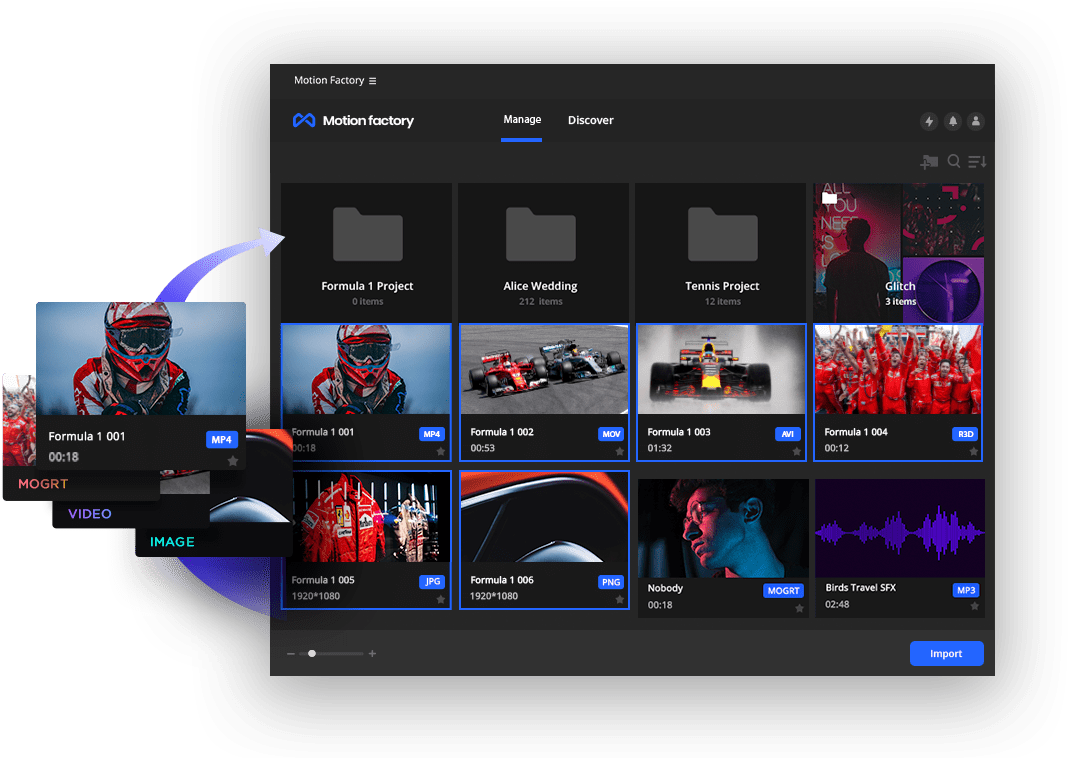 Motion Factory
Motion factory
Manage
Discover
Formula 1 Project
0 items
Alice Wedding
212 items
Tennis Project
12 items
ALL
YOU
NEE
'S
LO
Glitch
3 items
Formula 1 001
MP4
00:18
MOGRT
VIDEO
IMAGE
Formula 1 001
MP4
00:18
Formula 1 002
MOV
00:53
Formula 1 003
AVI
01:32
Formula 1 004
R3D
00:12
Formula 1 005
JPG
1920*1080
Formula 1 006
PNG
1920*1080
Nobody
MOGRT
00:18
Birds Travel SFX
MP3
02:48
Import